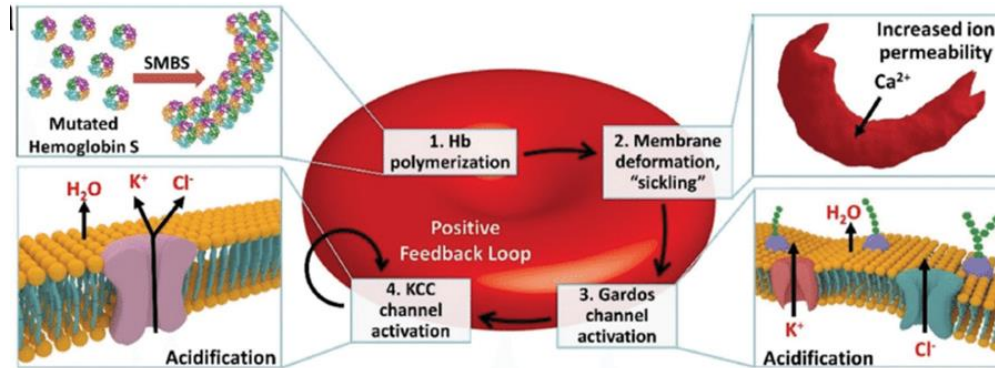 SMBS
Mutated
Hemoglobin S
Increased ion
permeability
Ca²⁺
1. Hb
polymerization
2. Membrane
deformation,
“sickling”
Positive
Feedback Loop
3. Gardos
channel
activation
4. KCC
channel
activation
H₂O
K⁺
Cl⁻
Acidification
H₂O
K⁺
Cl⁻
Acidification